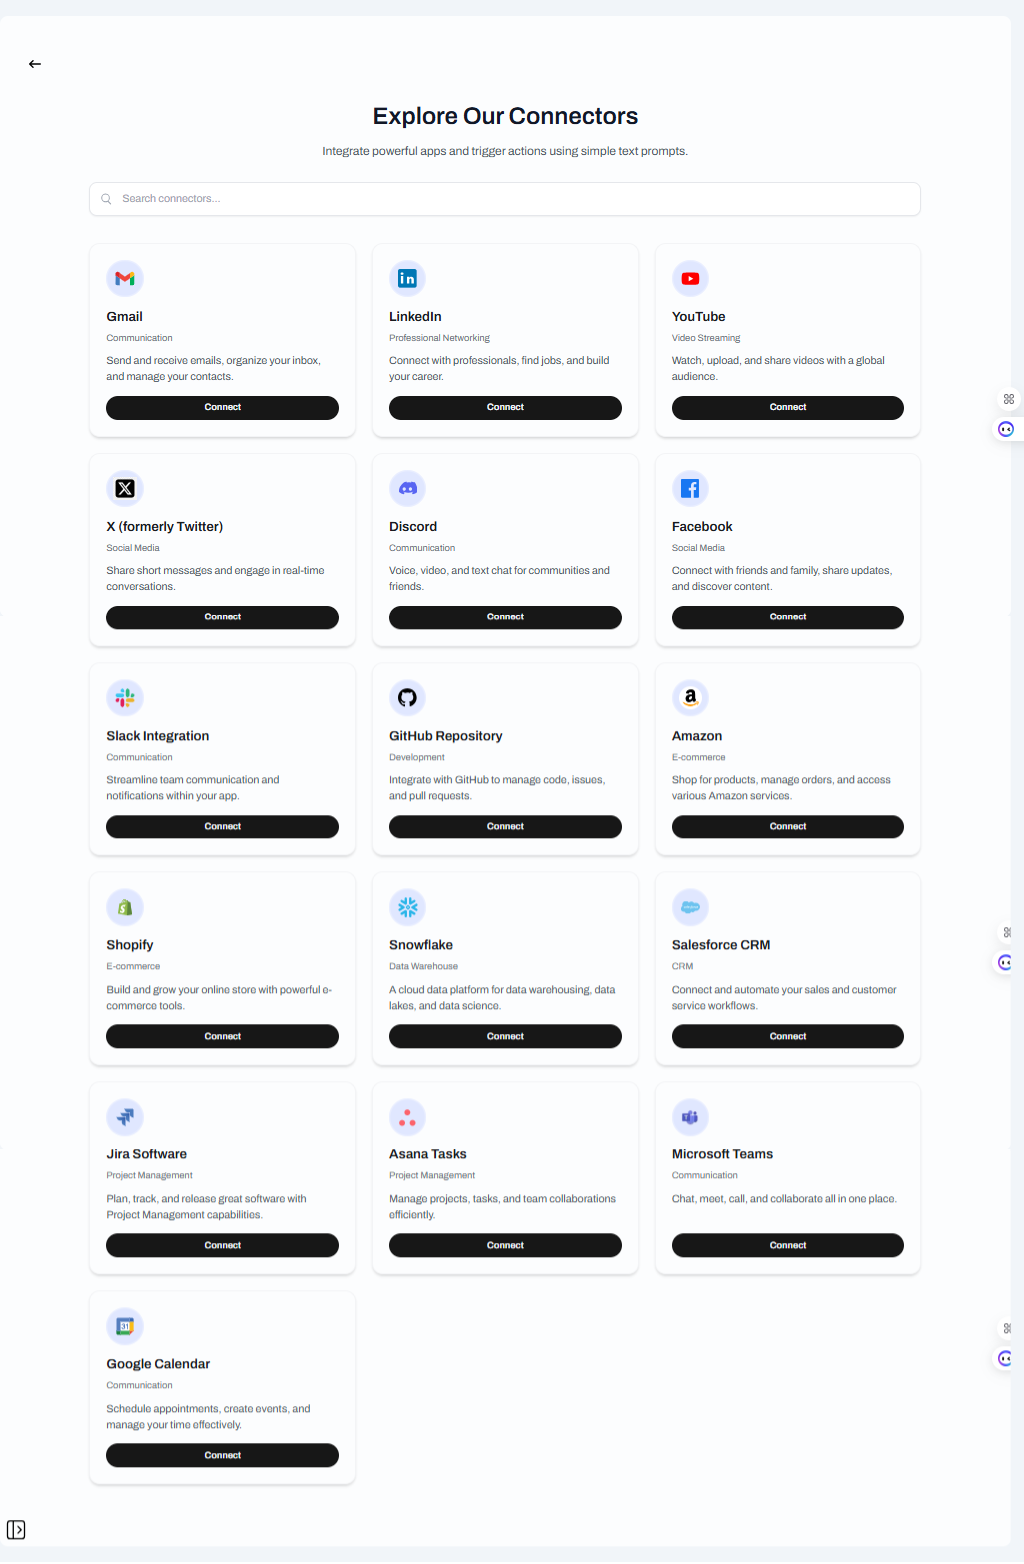 Explore Our Connectors
Integrate powerful apps and trigger actions using simple text prompts.
Search connectors...
Gmail
Communication
Send and receive emails, organize your inbox,
and manage your contacts.
Connect
LinkedIn
Professional Networking
Connect with professionals, find jobs, and build
your career.
Connect
YouTube
Video Streaming
Watch, upload, and share videos with a global
audience.
Connect
X (formerly Twitter)
Social Media
Share short messages and engage in real-time
conversations.
Connect
Discord
Communication
Voice, video, and text chat for communities and
friends.
Connect
Facebook
Social Media
Connect with friends and family, share updates,
and discover content.
Connect
Slack Integration
Communication
Streamline team communication and
notifications within your app.
Connect
GitHub Repository
Development
Integrate with GitHub to manage code, issues,
and pull requests.
Connect
Amazon
E-commerce
Shop for products, manage orders, and access
various Amazon services.
Connect
Shopify
E-commerce
Build and grow your online store with powerful e-
commerce tools.
Connect
Snowflake
Data Warehouse
A cloud data platform for data warehousing, data
lakes, and data science.
Connect
Salesforce CRM
CRM
Connect and automate your sales and customer
service workflows.
Connect
Jira Software
Project Management
Plan, track, and release great software with
Project Management capabilities.
Connect
Asana Tasks
Project Management
Manage projects, tasks, and team collaborations
efficiently.
Connect
Microsoft Teams
Communication
Chat, meet, call, and collaborate all in one place.
Connect
31
Google Calendar
Communication
Schedule appointments, create events, and
manage your time effectively.
Connect